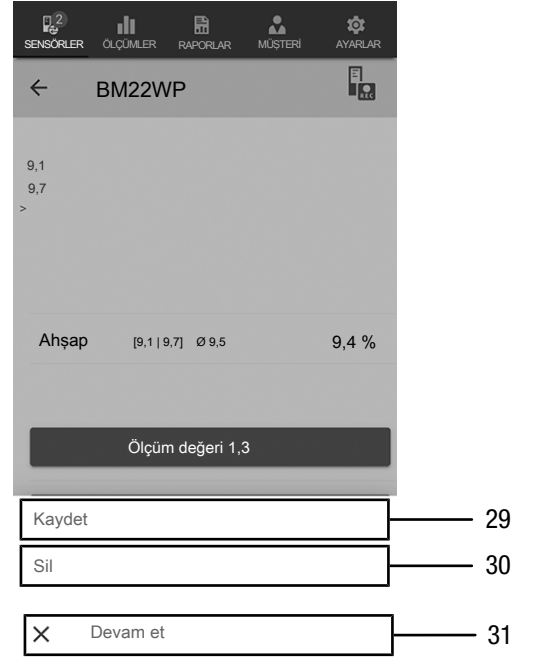 2
SENSÖRLER ÖLÇÜMLER RAPORLAR MÜŞTERİ AYARLAR
BM22WP
REC
9,1
9,7
>
Ahşap [9,1 | 9,7] Ø 9,5 9,4 %
Ölçüm değeri 1,3
Kaydet 29
Sil 30
Devam et 31